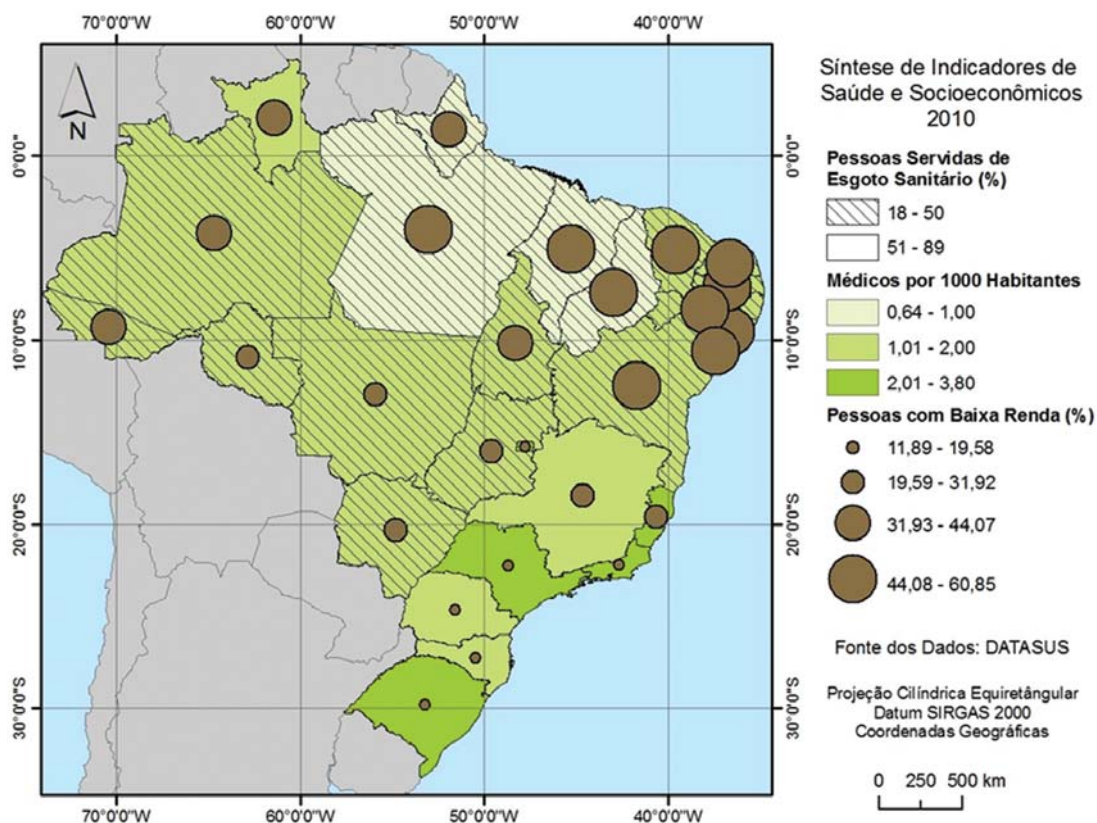 70°0'0"W 60°0'0"W 50°0'0"W 40°0'0"W
N
0°0'0"
10°0'0"S
20°0'0"S
30°0'0"S
0°0'0"
10°0'0"S
20°0'0"S
30°0'0"S
70°0'0"W 60°0'0"W 50°0'0"W 40°0'0"W
Síntese de Indicadores de
Saúde e Socioeconômicos
2010
Pessoas Servidas de
Esgoto Sanitário (%)
18 - 50
51 - 89
Médicos por 1000 Habitantes
0,64 - 1,00
1,01 - 2,00
2,01 - 3,80
Pessoas com Baixa Renda (%)
11,89 - 19,58
19,59 - 31,92
31,93 - 44,07
44,08 - 60,85
Fonte dos Dados: DATASUS
Projeção Cilíndrica Equiretângular
Datum SIRGAS 2000
Coordenadas Geográficas
0 250 500 km